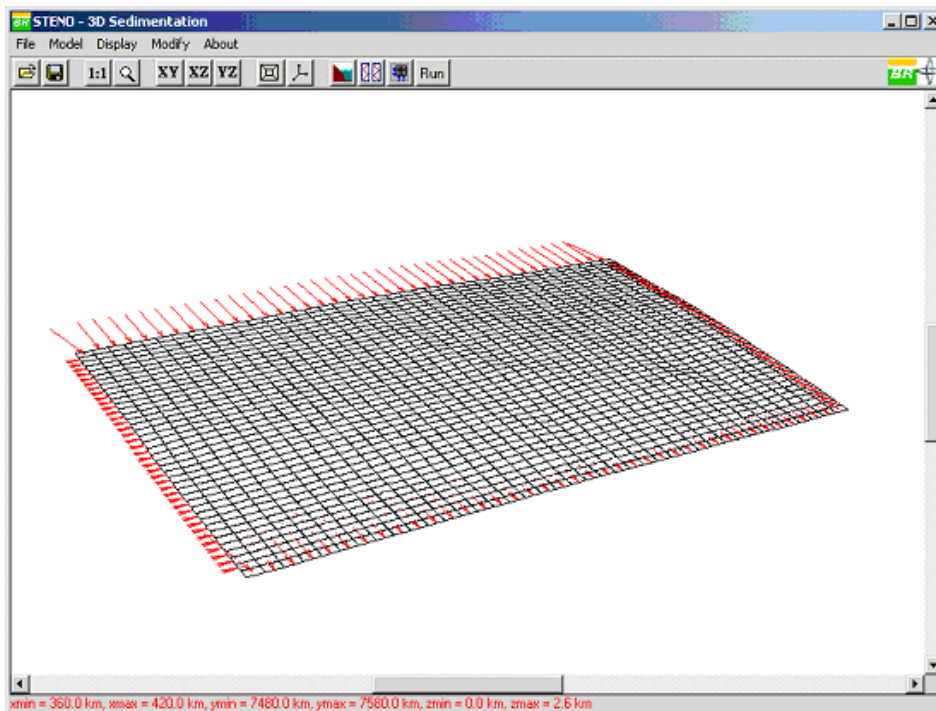 STENO - 3D Sedimentation
File Model Display Modify About
1:1 XY XZ YZ Run BR
xmin = 360.0 km, xmax = 420.0 km, ymin = 7480.0 km, ymax = 7580.0 km, zmin = 0.0 km, zmax = 2.6 km